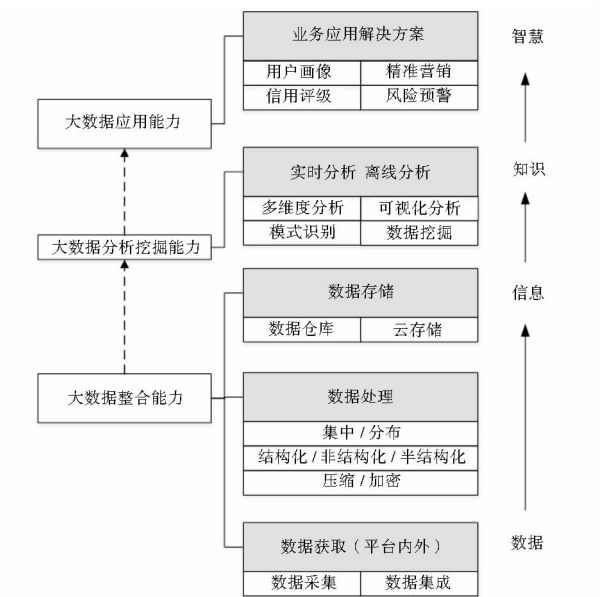 业务应用解决方案
智慧
用户画像
精准营销
信用评级
风险预警
大数据应用能力
实时分析 离线分析
知识
多维度分析
可视化分析
模式识别
数据挖掘
大数据分析挖掘能力
数据存储
信息
数据仓库
云存储
大数据整合能力
数据处理
集中 / 分布
结构化 / 非结构化 / 半结构化
压缩 / 加密
数据获取（平台内外）
数据
数据采集
数据集成